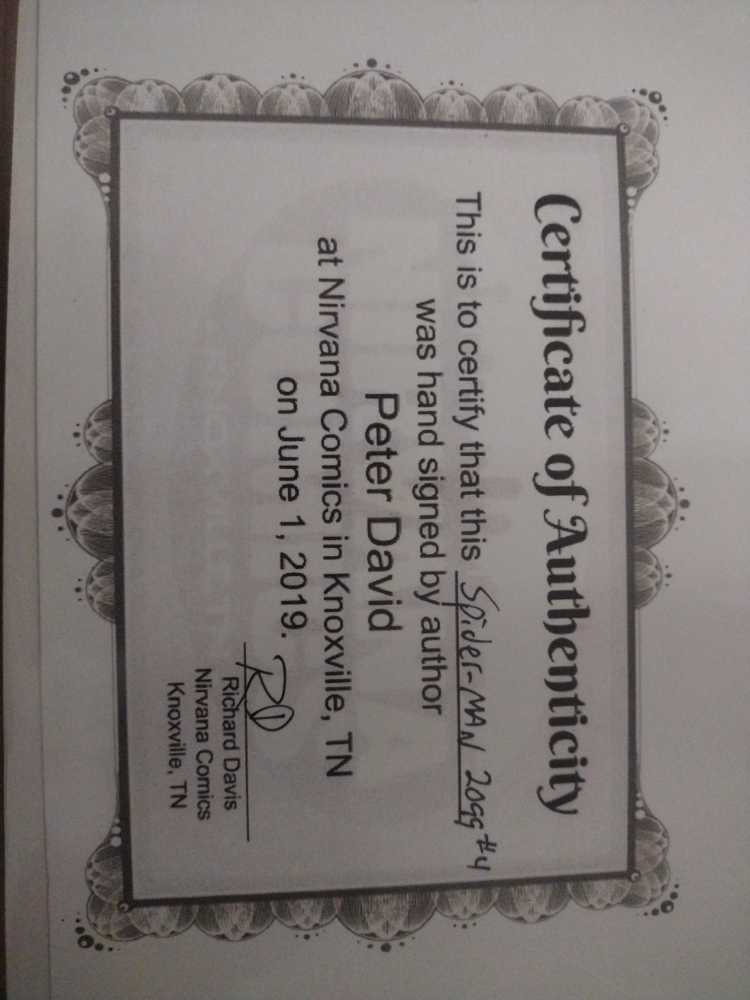 Certificate of Authenticity
This is to certify that this Spider-MAN 2099 #4
was hand signed by author
Peter David
at Nirvana Comics in Knoxville, TN
on June 1, 2019.
RD
Richard Davis
Nirvana Comics
Knoxville, TN